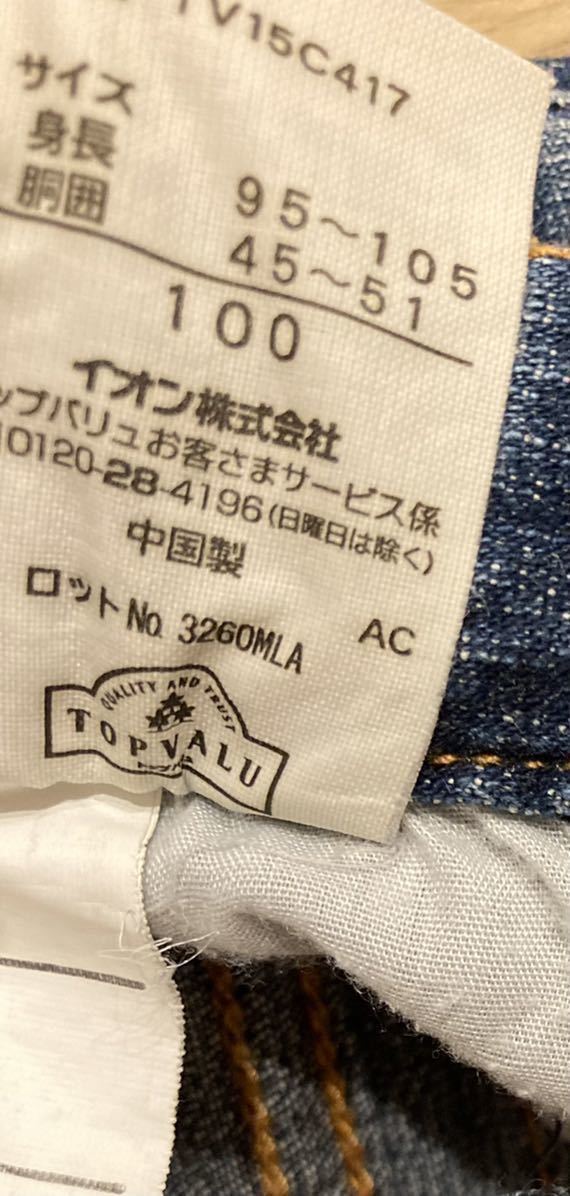 TV15C417
サイズ
身長 95～105
胴囲 45～51
100
イオン株式会社
ップバリュお客さまサービス係
0120-28-4196(日曜日は除く)
中国製
ロットNo. 3260MLA AC
QUALITY AND TRUST
TOPVALU